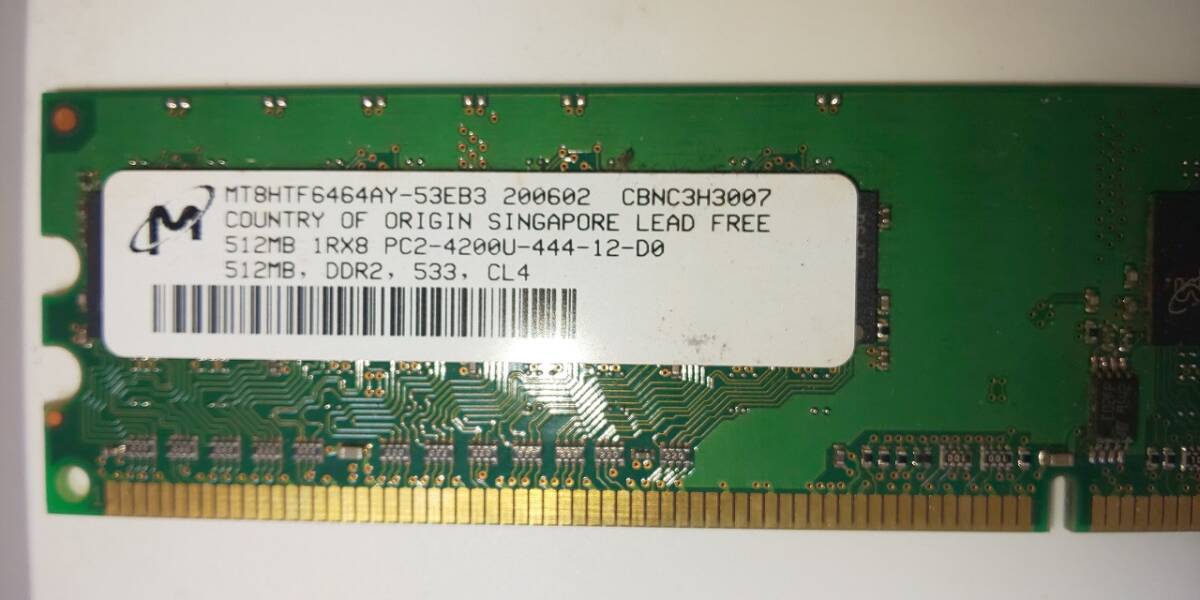 MT8HTF6464AY-53EB3 200602 CBNC3H3007
COUNTRY OF ORIGIN SINGAPORE LEAD FREE
512MB 1RX8 PC2-4200U-444-12-D0
512MB, DDR2, 533, CL4